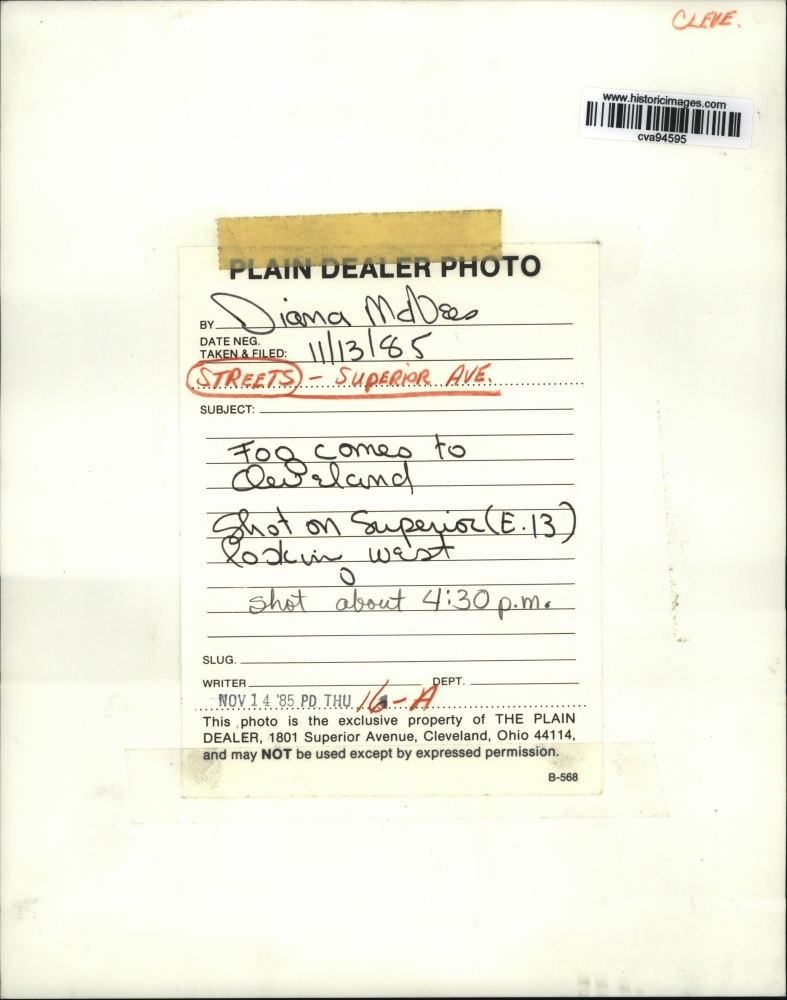 CLEVE.
www.historicimages.com
cva94595
PLAIN DEALER PHOTO
BY Diana McNees
DATE NEG.
TAKEN & FILED: 11/13/85
STREETS - SUPERIOR AVE.
SUBJECT:
Fog comes to
Cleveland
Shot on Superior (E. 13)
lookin west
shot about 4:30 p.m.
SLUG.
WRITER DEPT.
NOV 14 '85 PD THU 16-A
This photo is the exclusive property of THE PLAIN
DEALER, 1801 Superior Avenue, Cleveland, Ohio 44114,
and may NOT be used except by expressed permission.
B-568